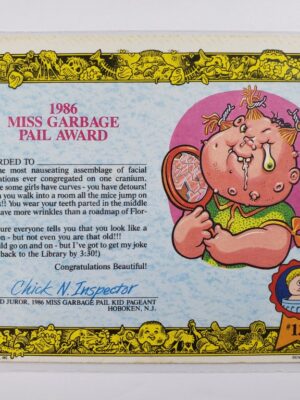 1986
MISS GARBAGE
PAIL AWARD
RDED TO
he most nauseating assemblage of facial
ations ever congregated on one cranium.
e some girls have curves - you have detours!
n you walk into a room all the mice jump on
s!! You wear your teeth parted in the middle
ave more wrinkles than a roadmap of Flor-
ure everyone tells you that you look like a
on - but not even you are that old!!!
ld go on and on - but I've got to get my joke
back to the Library by 3:30!)
Congratulations Beautiful!
Chick N. Inspector
D JUROR, 1986 MISS GARBAGE PAIL KID PAGEANT
HOBOKEN, N.J.